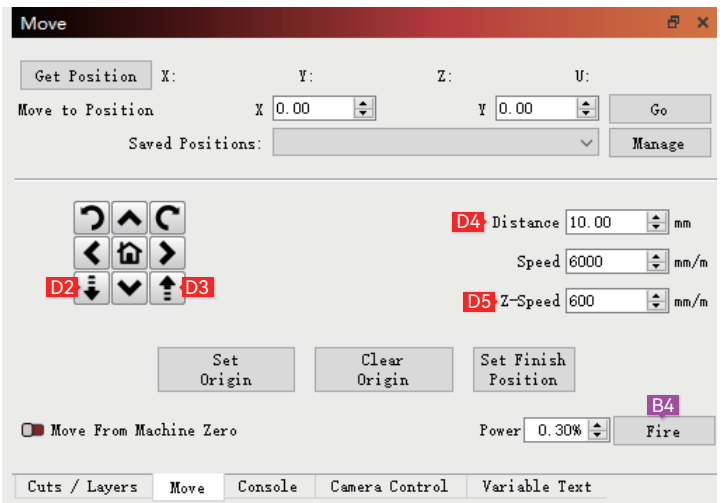 Move
Get Position X: Y: Z: U:
Move to Position X 0.00 Y 0.00 Go
Saved Positions: Manage
D4 Distance 10.00 mm
Speed 6000 mm/m
D2 D3 D5 Z-Speed 600 mm/m
Set Origin Clear Origin Set Finish Position
B4
Move From Machine Zero Power 0.30% Fire
Cuts / Layers Move Console Camera Control Variable Text